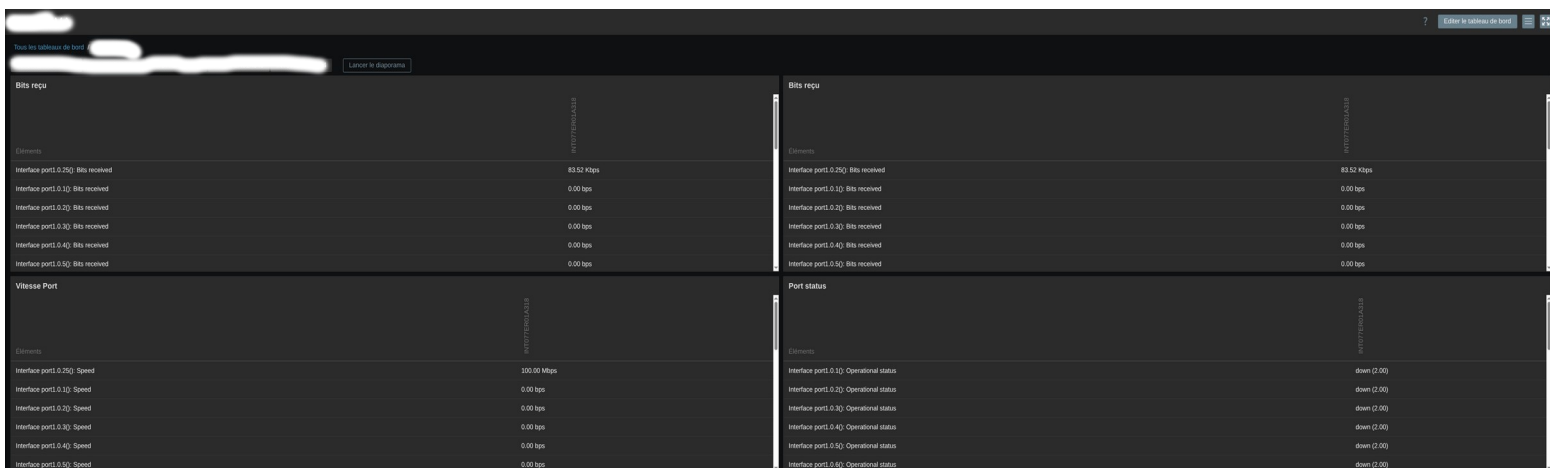 ? Editer le tableau de bord
Tous les tableaux de bord /
Lancer le diaporama
Bits reçu
INT077ER01A318
Eléments
Interface port1.0.25(): Bits received 83.52 Kbps
Interface port1.0.1(): Bits received 0.00 bps
Interface port1.0.2(): Bits received 0.00 bps
Interface port1.0.3(): Bits received 0.00 bps
Interface port1.0.4(): Bits received 0.00 bps
Interface port1.0.5(): Bits received 0.00 bps
Bits reçu
INT077ER01A318
Eléments
Interface port1.0.25(): Bits received 83.52 Kbps
Interface port1.0.1(): Bits received 0.00 bps
Interface port1.0.2(): Bits received 0.00 bps
Interface port1.0.3(): Bits received 0.00 bps
Interface port1.0.4(): Bits received 0.00 bps
Interface port1.0.5(): Bits received 0.00 bps
Vitesse Port
INT077ER01A318
Eléments
Interface port1.0.25(): Speed 100.00 Mbps
Interface port1.0.1(): Speed 0.00 bps
Interface port1.0.2(): Speed 0.00 bps
Interface port1.0.3(): Speed 0.00 bps
Interface port1.0.4(): Speed 0.00 bps
Interface port1.0.5(): Speed 0.00 bps
Port status
INT077ER01A318
Eléments
Interface port1.0.1(): Operational status down (2.00)
Interface port1.0.2(): Operational status down (2.00)
Interface port1.0.3(): Operational status down (2.00)
Interface port1.0.4(): Operational status down (2.00)
Interface port1.0.5(): Operational status down (2.00)
Interface port1.0.6(): Operational status down (2.00)